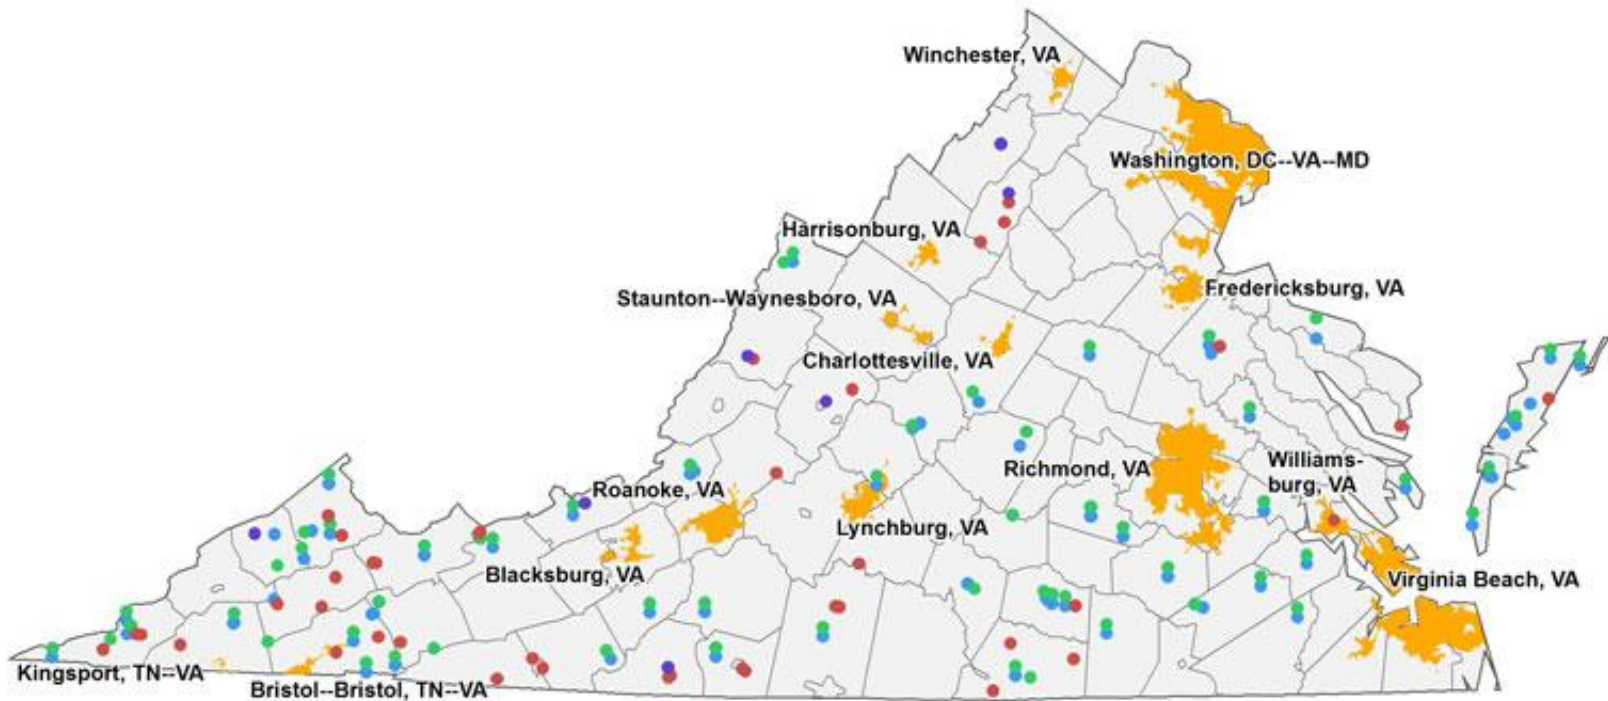 Winchester, VA
Washington, DC--VA--MD
Harrisonburg, VA
Staunton--Waynesboro, VA
Fredericksburg, VA
Charlottesville, VA
Richmond, VA
Williams-
burg, VA
Roanoke, VA
Lynchburg, VA
Blacksburg, VA
Virginia Beach, VA
Kingsport, TN--VA
Bristol--Bristol, TN--VA